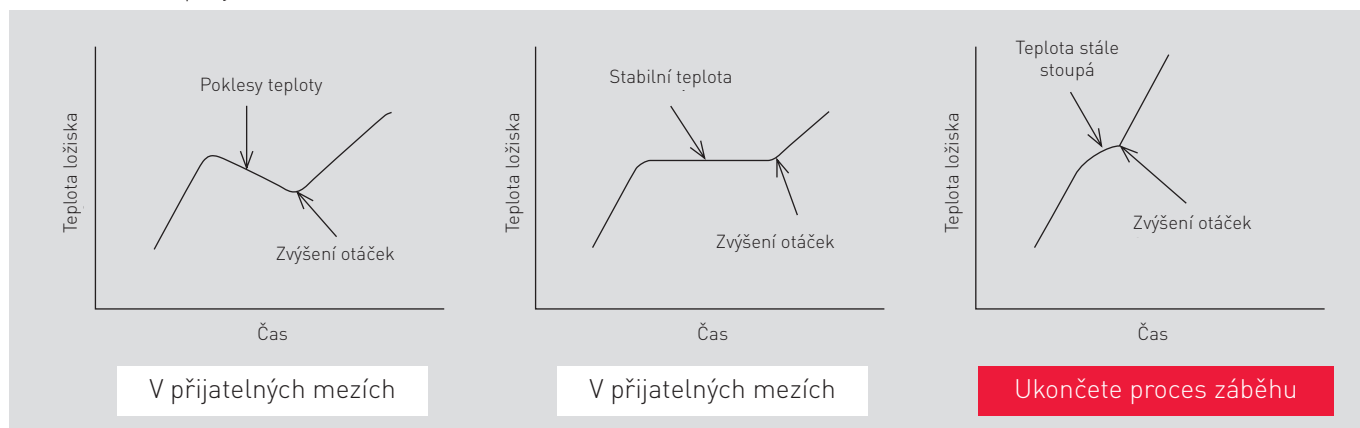 Teplota ložiska
Poklesy teploty
Zvýšení otáček
Čas
V přijatelných mezích
Teplota ložiska
Stabilní teplota
Zvýšení otáček
Čas
V přijatelných mezích
Teplota ložiska
Teplota stále
stoupá
Zvýšení otáček
Čas
Ukončete proces záběhu